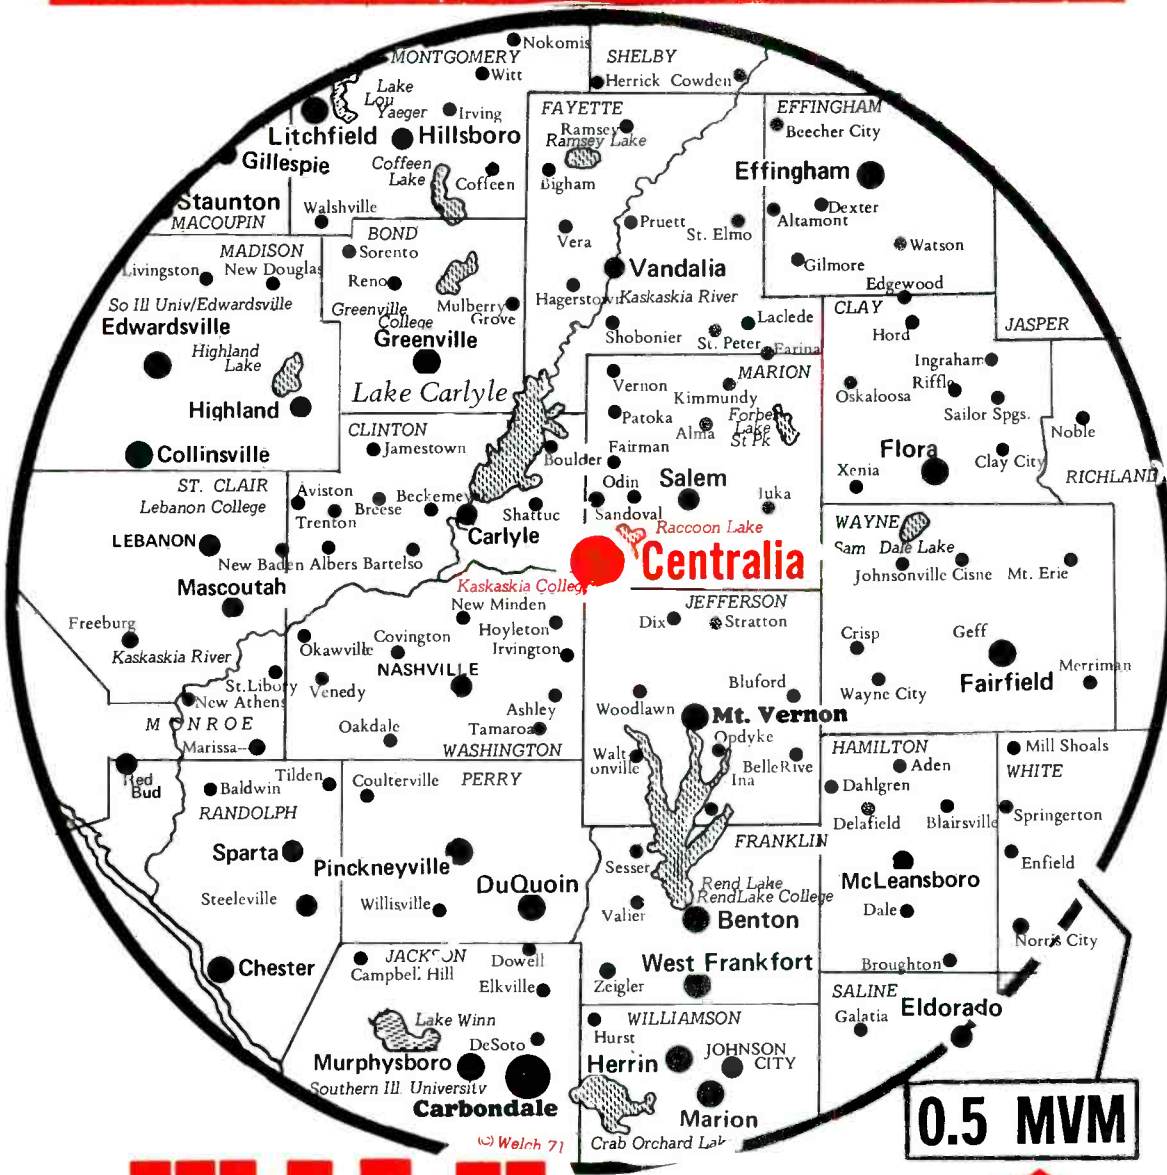 Nokomis
MONTGOMERY
SHELBY
Witt
Herrick Cowden
Lake
Lou
Yaeger
Irving
FAYETTE
EFFINGHAM
Litchfield
Hillsboro
Ramsey
Ramsey Lake
Beecher City
Gillespie
Coffeen
Lake
Coffeen
Bigham
Effingham
Staunton
MACOUPIN
Walshville
Pruett
St. Elmo
Altamont
Dexter
BOND
Vera
MADISON
Sorento
Watson
Livingston
New Douglas
Reno
Vandalia
Gilmore
So Ill Univ/Edwardsville
Greenville
College
Mulberry
Grove
Hagerstown
Kaskaskia River
Edgewood
Edwardsville
Greenville
Shobonier
Laclede
CLAY
Hord
JASPER
Highland
Lake
St. Peter
Farina
Ingraham
Lake Carlyle
Vernon
MARION
Kimmundy
Oskaloosa
Riffle
Highland
Patoka
Forbes
Lake
St Pk
Alma
Sailor Spgs.
Noble
CLINTON
Jamestown
Fairman
Collinsville
Boulder
Flora
Clay City
ST. CLAIR
Lebanon College
Odin
Salem
Xenia
RICHLAND
Aviston
Beckemeyer
Trenton
Breese
Shattuc
Sandoval
Iuka
Carlyle
Raccoon Lake
WAYNE
LEBANON
Centralia
Sam Dale Lake
New Baden Albers Bartelso
Johnsonville Cisne
Mt. Erie
Mascoutah
Kaskaskia College
New Minden
JEFFERSON
Freeburg
Hoyleton
Dix
Stratton
Covington
Crisp
Geff
Kaskaskia River
Okawville
Irvington
NASHVILLE
Merriman
St. Libory
Venedy
Bluford
Wayne City
Fairfield
New Athens
Ashley
Woodlawn
Mt. Vernon
MONROE
Oakdale
Tamaroa
Opdyke
Marissa
WASHINGTON
Walt
onville
Belle Rive
HAMILTON
Mill Shoals
Aden
Red
Bud
Baldwin
Tilden
Coulterville
PERRY
Ina
Dahlgren
WHITE
RANDOLPH
Delafield
Blairsville
Springerton
FRANKLIN
Sparta
Pinckneyville
Sesser
Enfield
DuQuoin
Rend Lake
RendLake College
McLeansboro
Steeleville
Willisville
Valier
Benton
Dale
Chester
JACKSON
Campbell Hill
Dowell
West Frankfort
Norris City
Broughton
Elkville
Zeigler
SALINE
Galatia
Eldorado
Lake Winn
WILLIAMSON
DeSoto
Hurst
Murphysboro
Herrin
JOHNSON
CITY
Southern Ill. University
Carbondale
Marion
0.5 MVM
(c) Welch 71
Crab Orchard Lak